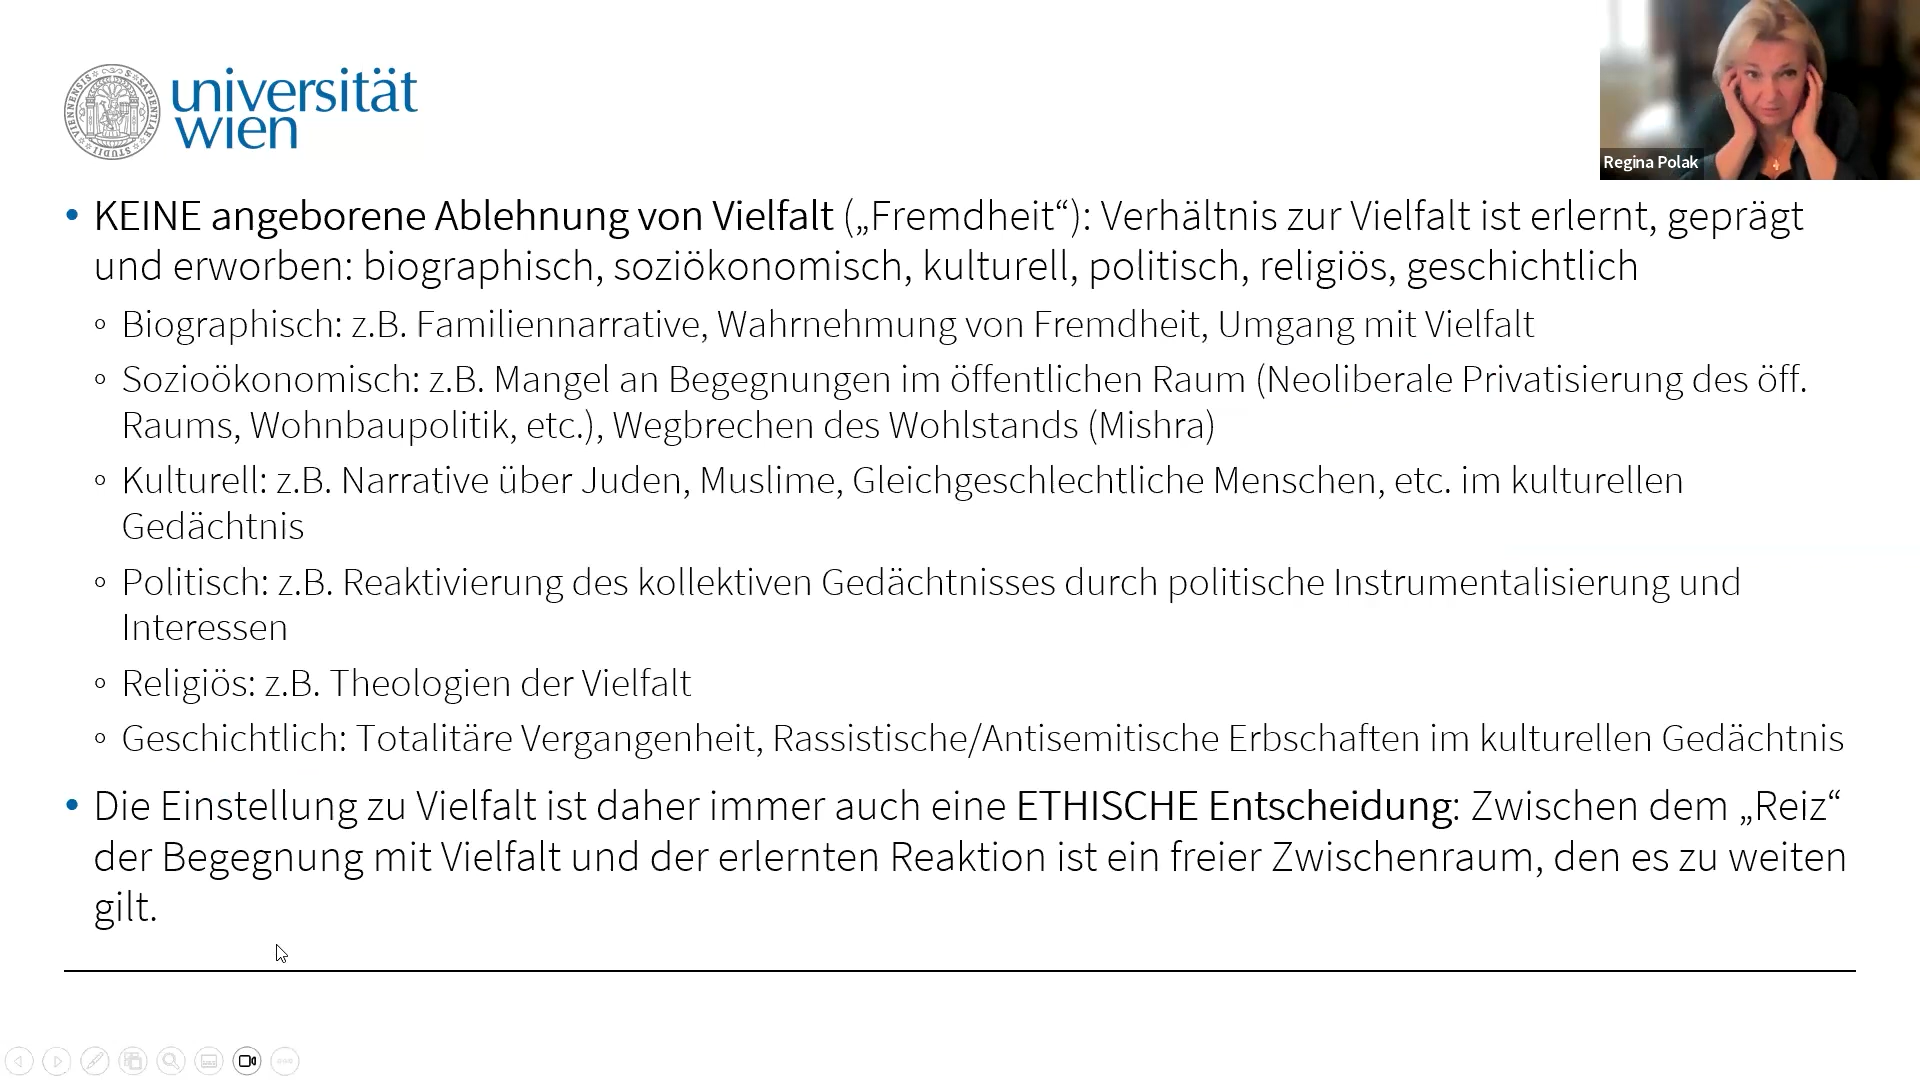 universität
wien
Regina Polak
• KEINE angeborene Ablehnung von Vielfalt („Fremdheit“): Verhältnis zur Vielfalt ist erlernt, geprägt
und erworben: biographisch, soziökonomisch, kulturell, politisch, religiös, geschichtlich
◦ Biographisch: z.B. Familiennarrative, Wahrnehmung von Fremdheit, Umgang mit Vielfalt
◦ Sozioökonomisch: z.B. Mangel an Begegnungen im öffentlichen Raum (Neoliberale Privatisierung des öff.
Raums, Wohnbaupolitik, etc.), Wegbrechen des Wohlstands (Mishra)
◦ Kulturell: z.B. Narrative über Juden, Muslime, Gleichgeschlechtliche Menschen, etc. im kulturellen
Gedächtnis
◦ Politisch: z.B. Reaktivierung des kollektiven Gedächtnisses durch politische Instrumentalisierung und
Interessen
◦ Religiös: z.B. Theologien der Vielfalt
◦ Geschichtlich: Totalitäre Vergangenheit, Rassistische/Antisemitische Erbschaften im kulturellen Gedächtnis
• Die Einstellung zu Vielfalt ist daher immer auch eine ETHISCHE Entscheidung: Zwischen dem „Reiz“
der Begegnung mit Vielfalt und der erlernten Reaktion ist ein freier Zwischenraum, den es zu weiten
gilt.